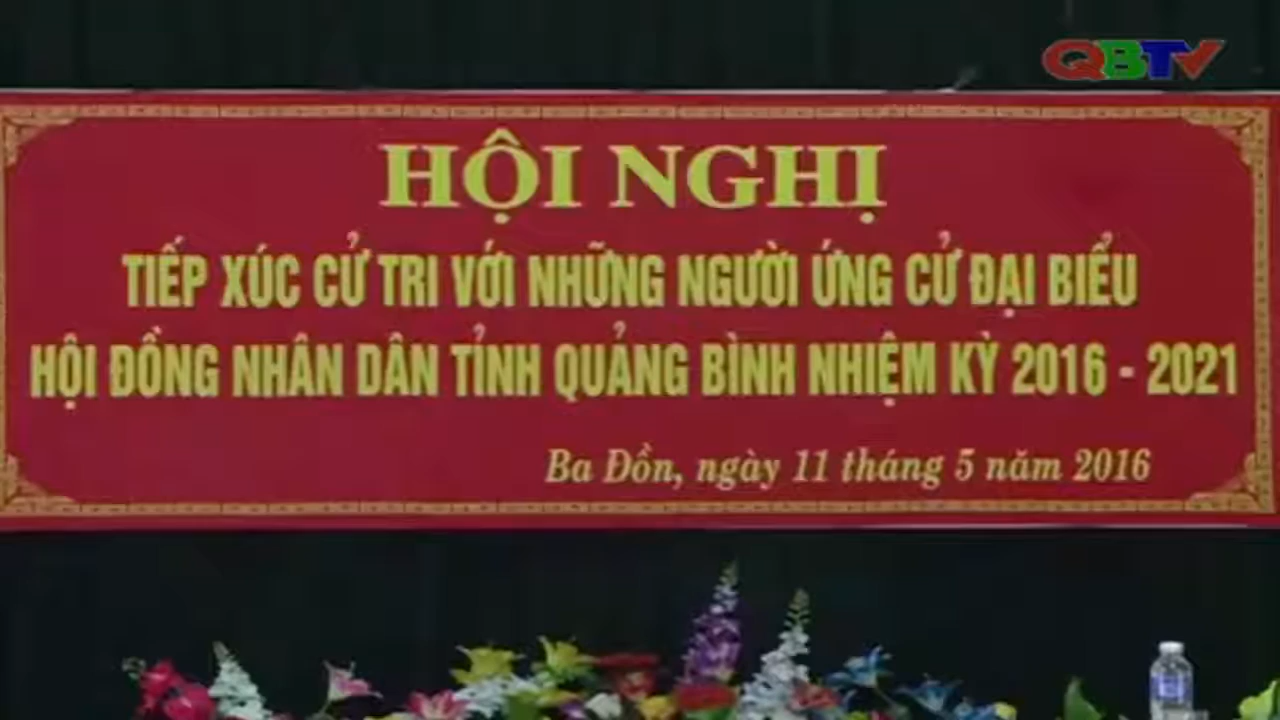 QBTV
HỘI NGHỊ
TIẾP XÚC CỬ TRI VỚI NHỮNG NGƯỜI ỨNG CỬ ĐẠI BIỂU
HỘI ĐỒNG NHÂN DÂN TỈNH QUẢNG BÌNH NHIỆM KỲ 2016 - 2021
Ba Đồn, ngày 11 tháng 5 năm 2016